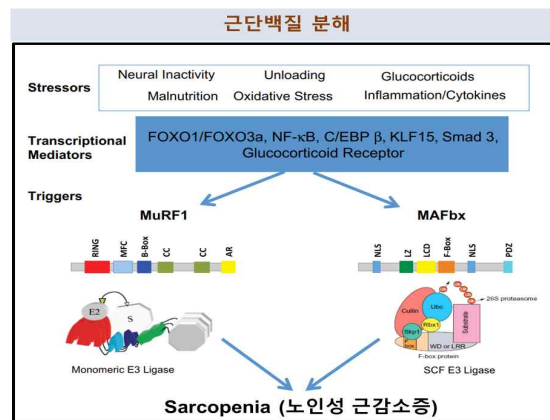 근단백질 분해
Stressors
Neural Inactivity Unloading Glucocorticoids
Malnutrition Oxidative Stress Inflammation/Cytokines
Transcriptional
Mediators
FOXO1/FOXO3a, NF-κB, C/EBP β, KLF15, Smad 3,
Glucocorticoid Receptor
Triggers
MuRF1
MAFbx
RING MFC B-Box CC CC AR
NLS LZ LCD F-Box NLS PDZ
E2 S
Cullin Ubc Rbx1 Skp1 Substrate
26S proteasome
WD or LRR
F-box protein
Monomeric E3 Ligase
SCF E3 Ligase
Sarcopenia (노인성 근감소증)